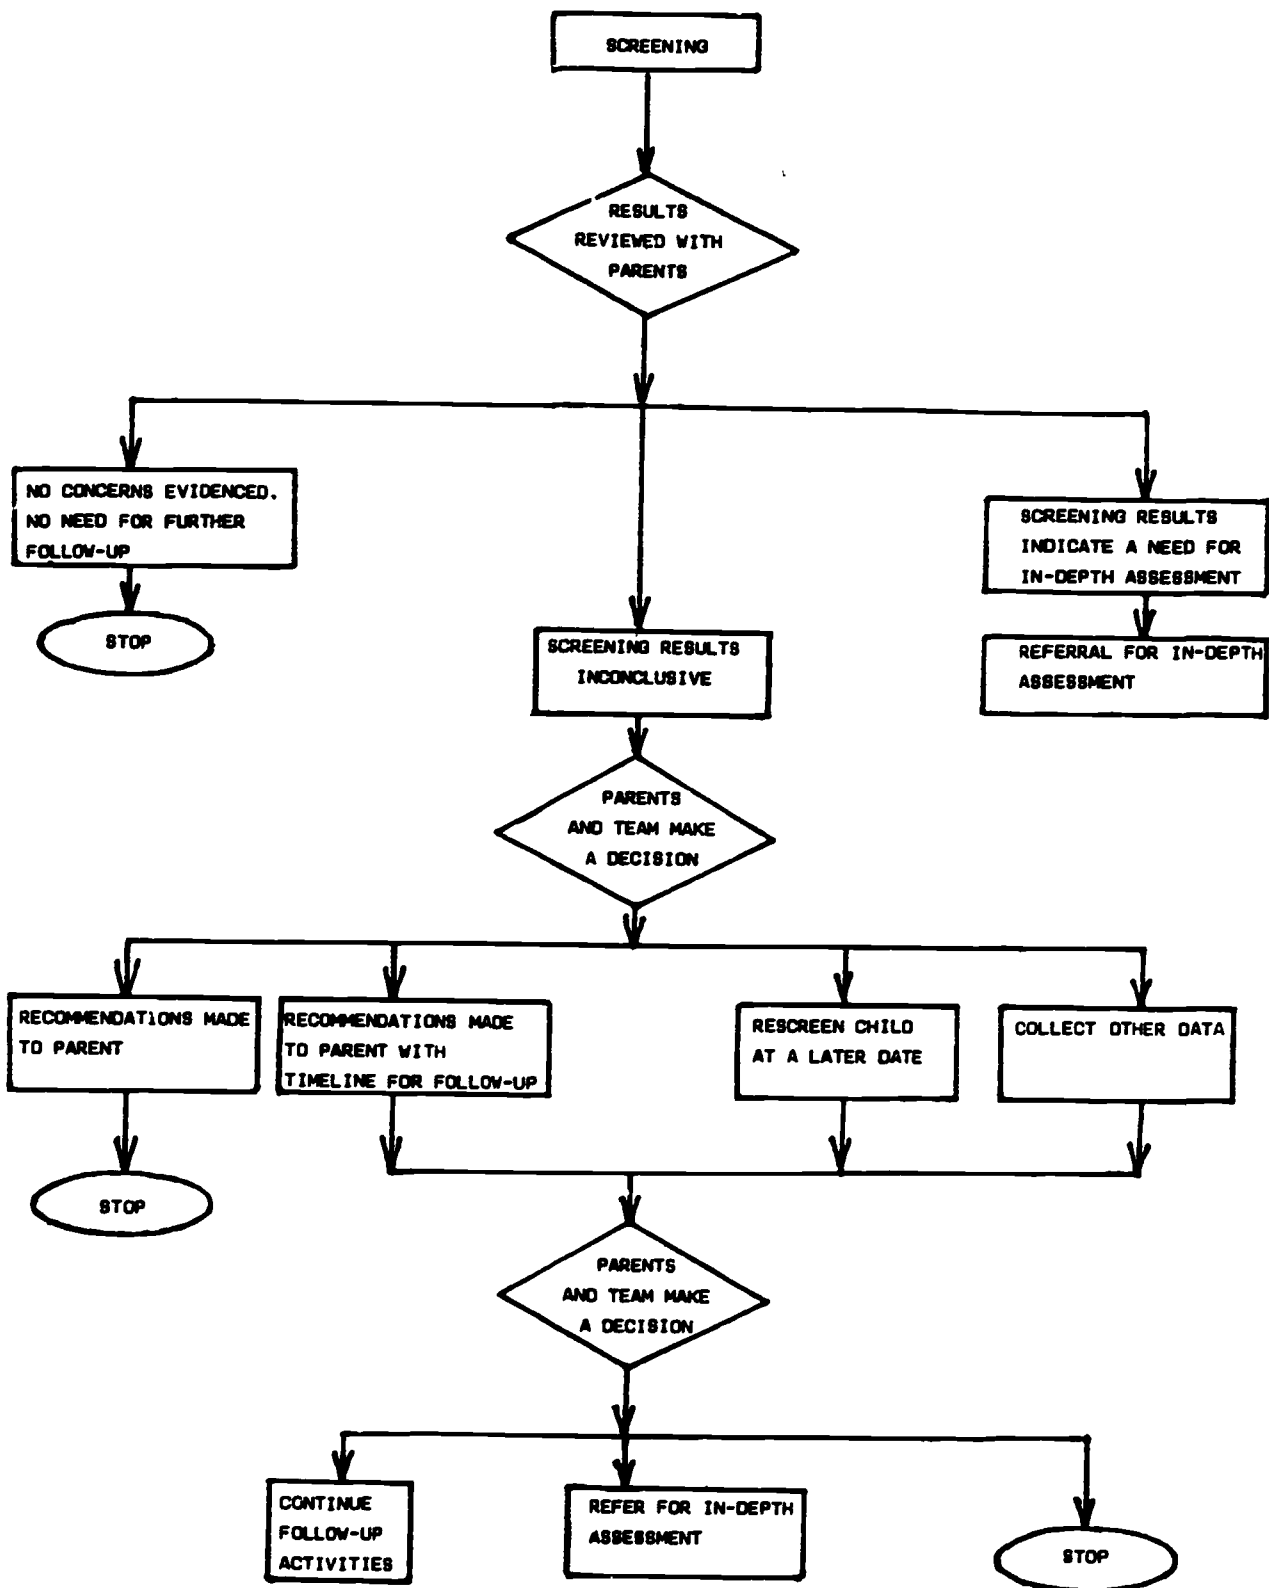 SCREENING
RESULTS
REVIEWED WITH
PARENTS
NO CONCERNS EVIDENCED.
NO NEED FOR FURTHER
FOLLOW-UP
STOP
SCREENING RESULTS
INCONCLUSIVE
SCREENING RESULTS
INDICATE A NEED FOR
IN-DEPTH ASSESSMENT
REFERRAL FOR IN-DEPTH
ASSESSMENT
PARENTS
AND TEAM MAKE
A DECISION
RECOMMENDATIONS MADE
TO PARENT
STOP
RECOMMENDATIONS MADE
TO PARENT WITH
TIMELINE FOR FOLLOW-UP
RESCREEN CHILD
AT A LATER DATE
COLLECT OTHER DATA
PARENTS
AND TEAM MAKE
A DECISION
CONTINUE
FOLLOW-UP
ACTIVITIES
REFER FOR IN-DEPTH
ASSESSMENT
STOP